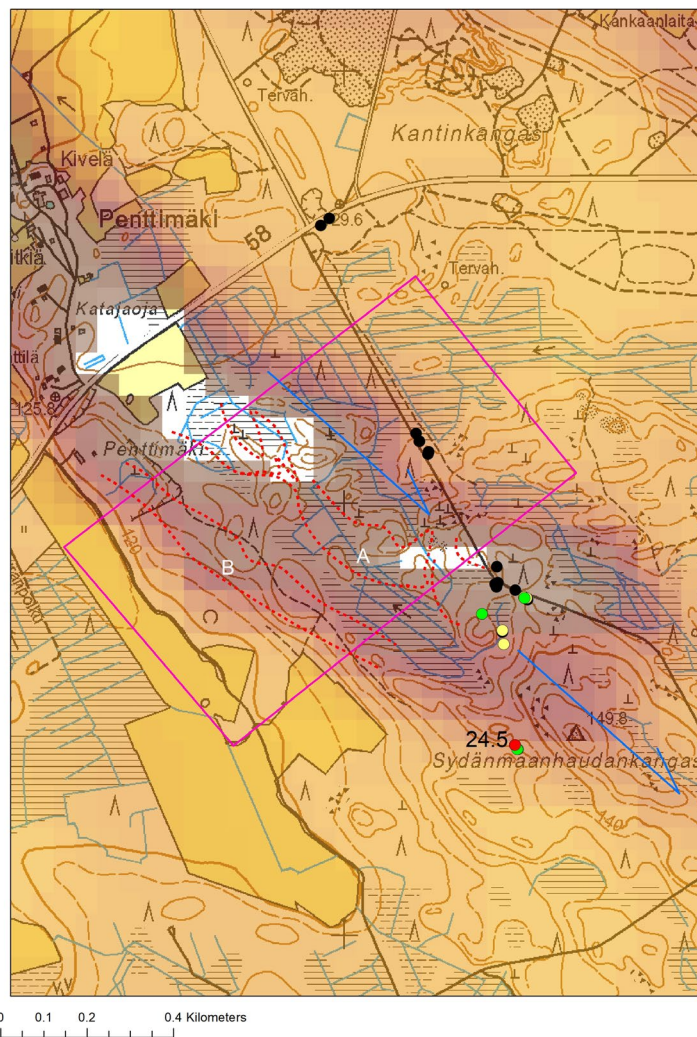 Kankaanlaita
Tervah.
Kantinkangas
Kivelä
Penttimäki
29.6
58
Tervah.
Katajaoja
125.8
Penttimäki
A
130
B
149.8
24.5
Sydänmaanhaudankangas
140
0 0.1 0.2 0.4 Kilometers